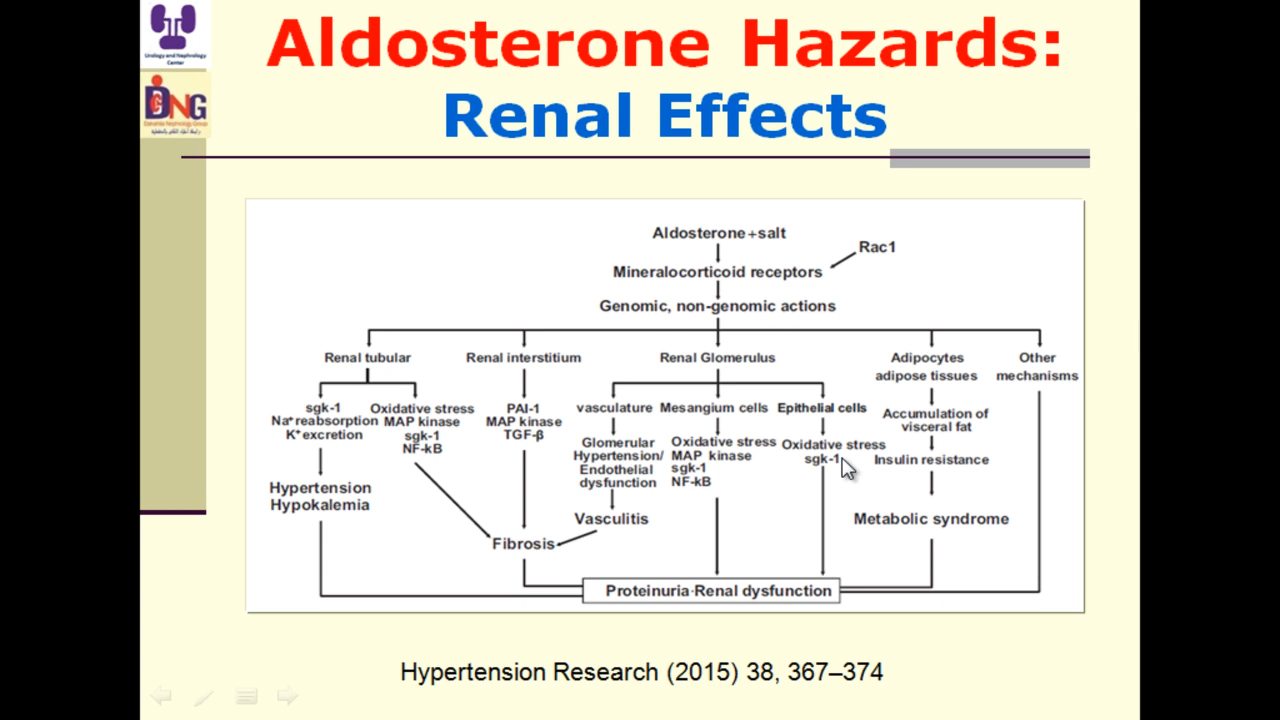 Urology and Nephrology
Center
DNG
Aldosterone Hazards:
Renal Effects
Aldosterone+salt
Rac1
Mineralocorticoid receptors
Genomic, non-genomic actions
Renal tubular
Renal interstitium
Renal Glomerulus
Adipocytes
adipose tissues
Other
mechanisms
sgk-1
Na⁺reabsorption
K⁺excretion
Oxidative stress
MAP kinase
sgk-1
NF-kB
PAI-1
MAP kinase
TGF-β
vasculature
Mesangium cells
Epithelial cells
Accumulation of
visceral fat
Glomerular
Hypertension/
Endothelial
dysfunction
Oxidative stress
MAP kinase
sgk-1
NF-kB
Oxidative stress
sgk-1
Insulin resistance
Hypertension
Hypokalemia
Vasculitis
Metabolic syndrome
Fibrosis
Proteinuria·Renal dysfunction
Hypertension Research (2015) 38, 367–374